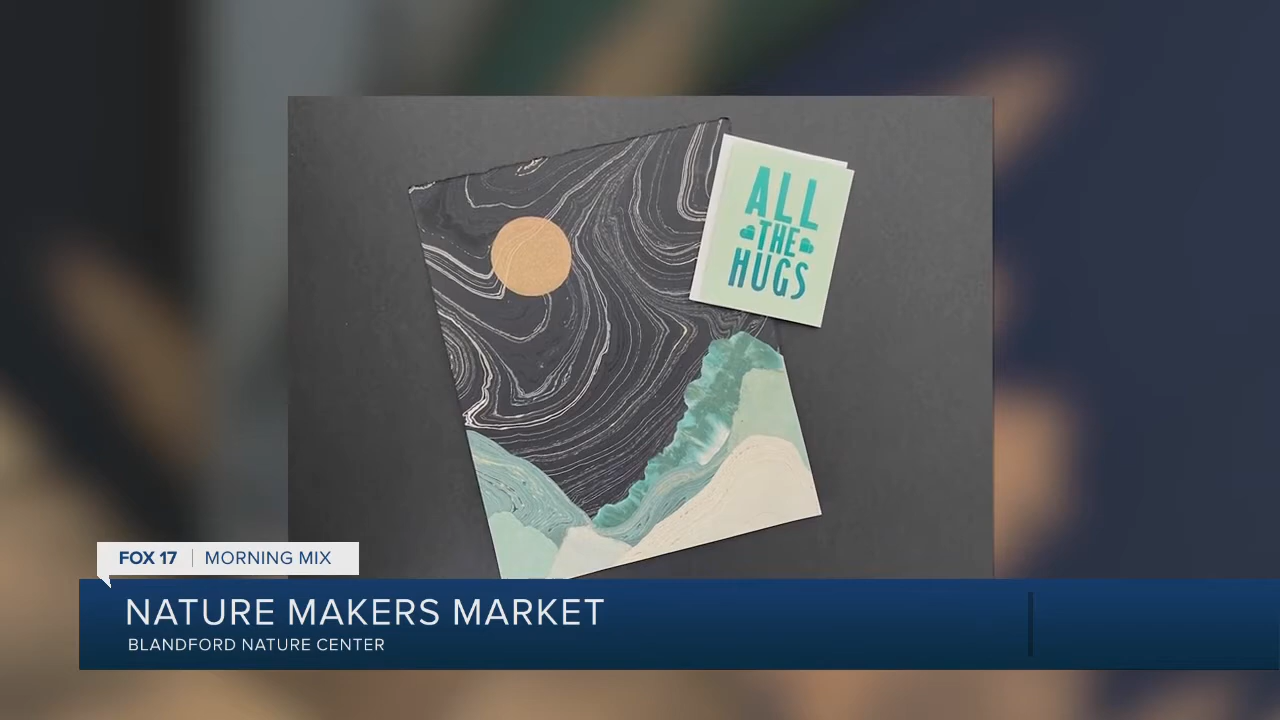 ALL
THE
HUGS
FOX 17 | MORNING MIX
NATURE MAKERS MARKET
BLANDFORD NATURE CENTER